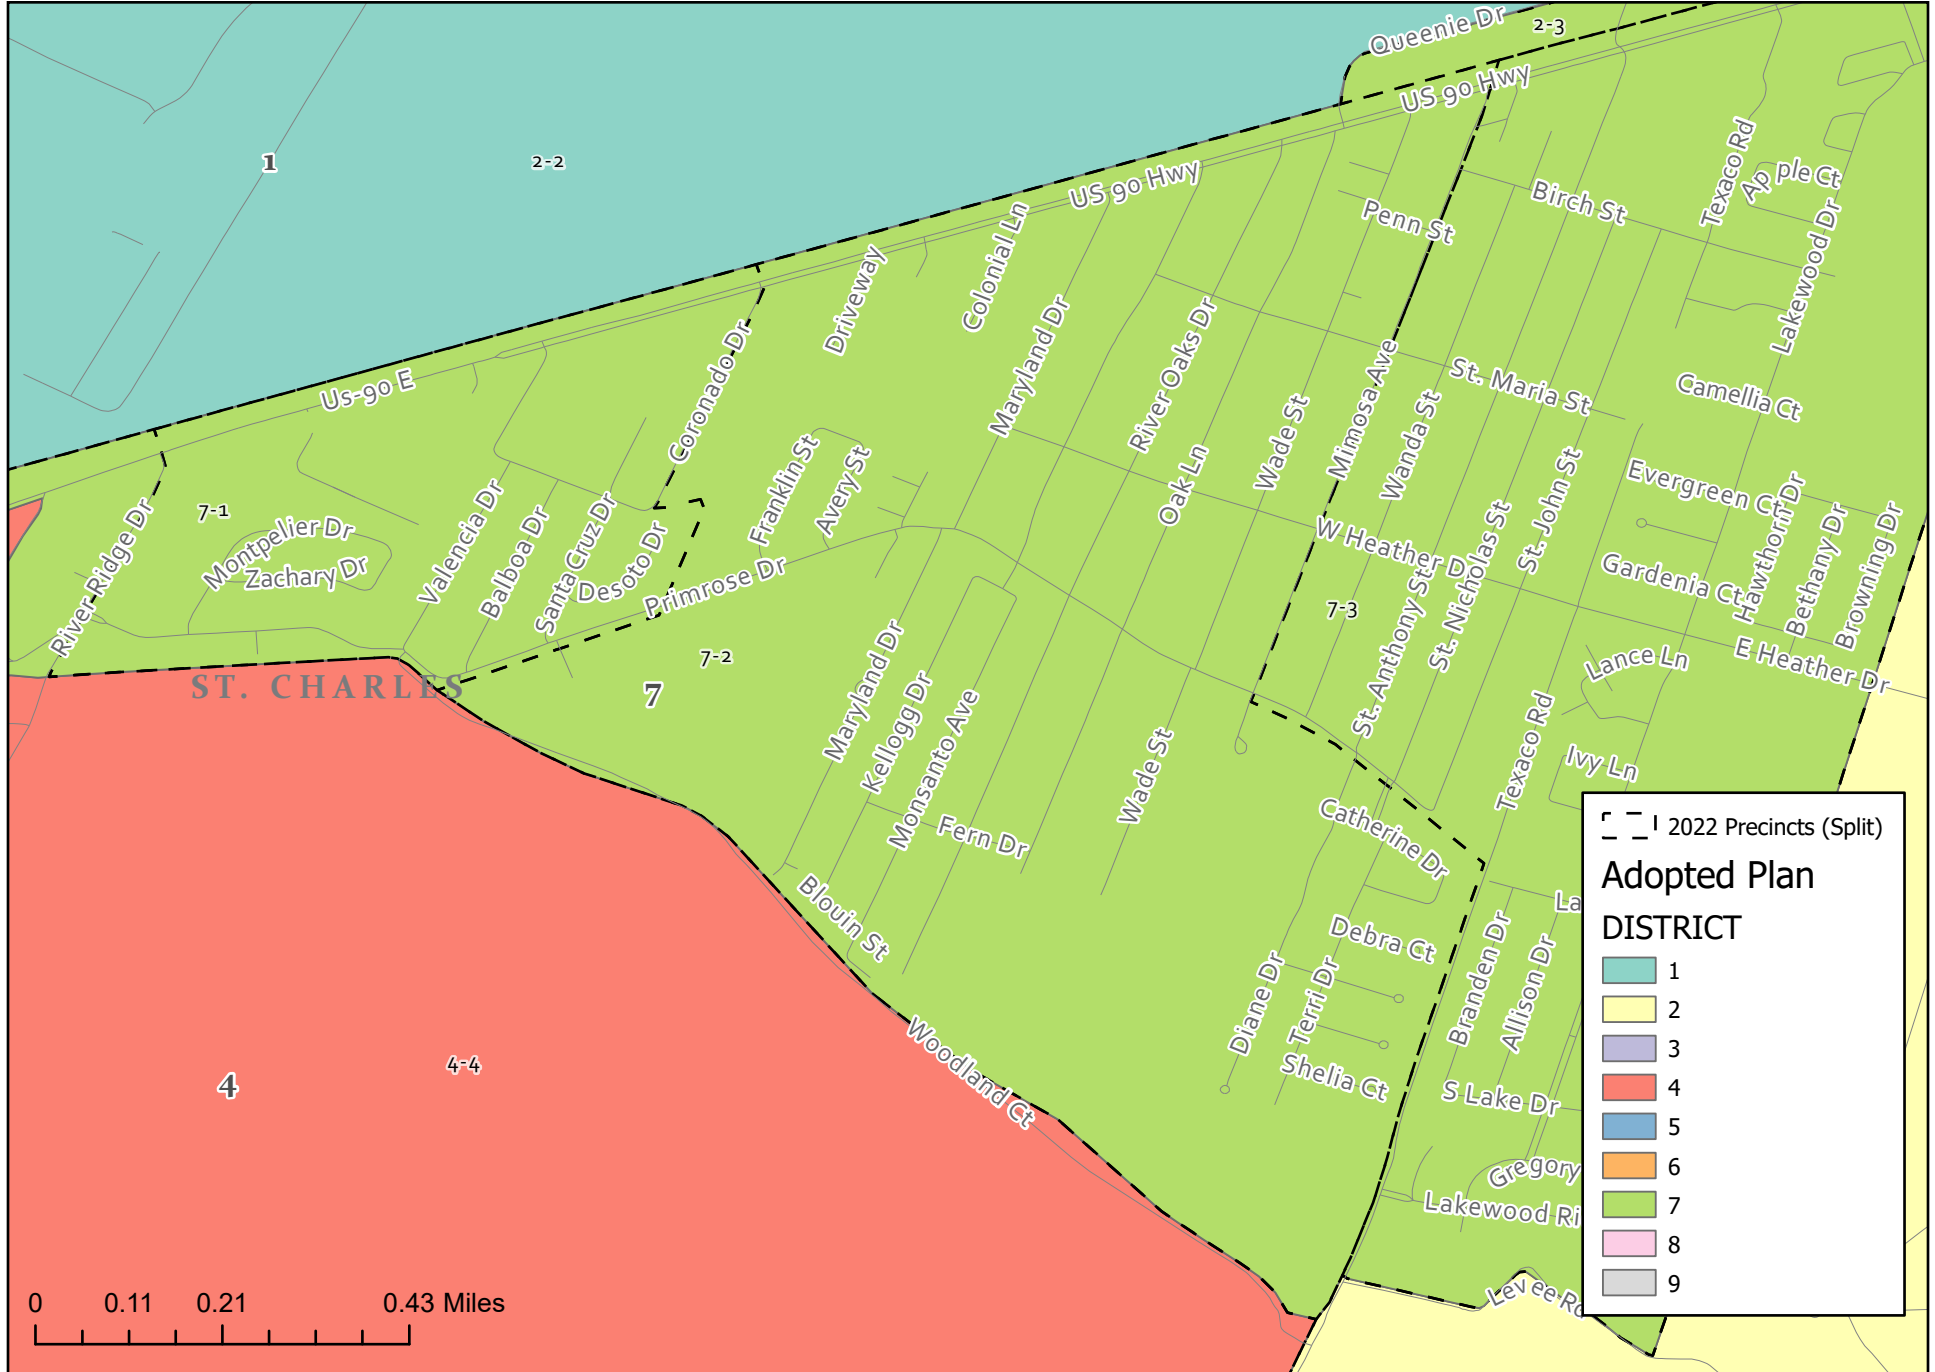 Queenie Dr
2-3
US 90 Hwy
1
2-2
US 90 Hwy
Texaco Rd
Ap ple Ct
Birch St
Penn St
Lakewood Dr
Colonial Ln
Driveway
Maryland Dr
River Oaks Dr
Coronado Dr
Us-90 E
Mimosa Ave
St. Maria St
Camellia Ct
Wade St
Wanda St
Franklin St
Avery St
Oak Ln
St. John St
Evergreen Ct
Hawthorn Dr
Bethany Dr
Browning Dr
7-1
River Ridge Dr
Montpelier Dr
Zachary Dr
Valencia Dr
Balboa Dr
Santa Cruz Dr
Desoto Dr
Primrose Dr
W Heather D
St. Nicholas St
Gardenia Ct
7-3
St. Anthony St
E Heather Dr
Lance Ln
7-2
ST. CHARLES
7
Maryland Dr
Kellogg Dr
Monsanto Ave
Wade St
Texaco Rd
Ivy Ln
Fern Dr
Catherine Dr
Blouin St
Debra Ct
La
Branden Dr
Allison Dr
Diane Dr
Terri Dr
Shelia Ct
S Lake Dr
Woodland Ct
4-4
4
Gregory
Lakewood Ri
Levee Rd
2022 Precincts (Split)
Adopted Plan
DISTRICT
1
2
3
4
5
6
7
8
9
0 0.11 0.21 0.43 Miles